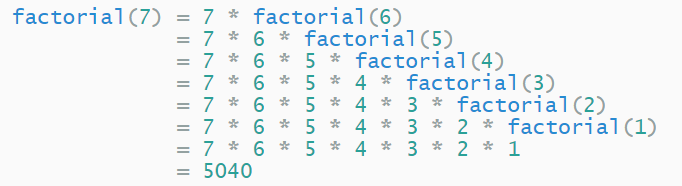 factorial(7) = 7 * factorial(6)
= 7 * 6 * factorial(5)
= 7 * 6 * 5 * factorial(4)
= 7 * 6 * 5 * 4 * factorial(3)
= 7 * 6 * 5 * 4 * 3 * factorial(2)
= 7 * 6 * 5 * 4 * 3 * 2 * factorial(1)
= 7 * 6 * 5 * 4 * 3 * 2 * 1
= 5040